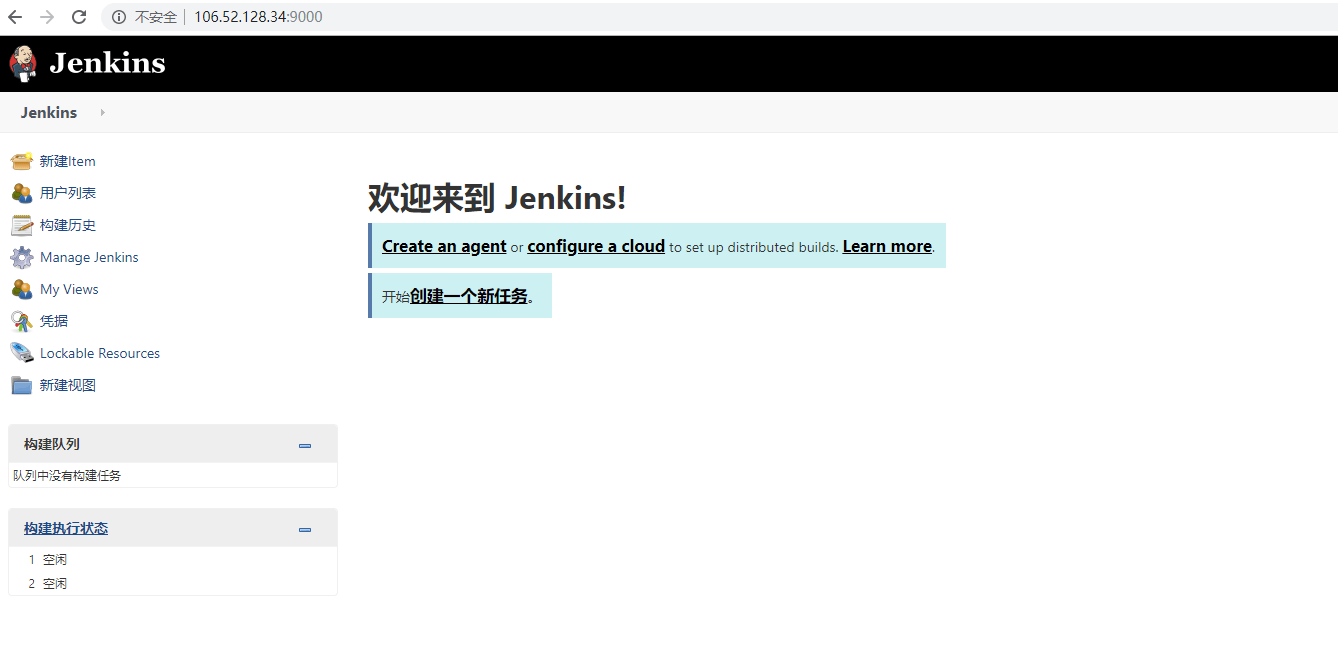 不安全 106.52.128.34:9000
Jenkins
Jenkins
新建Item
用户列表
构建历史
Manage Jenkins
My Views
凭据
Lockable Resources
新建视图
构建队列
队列中没有构建任务
构建执行状态
1 空闲
2 空闲
欢迎来到 Jenkins!
Create an agent or configure a cloud to set up distributed builds. Learn more.
开始创建一个新任务。